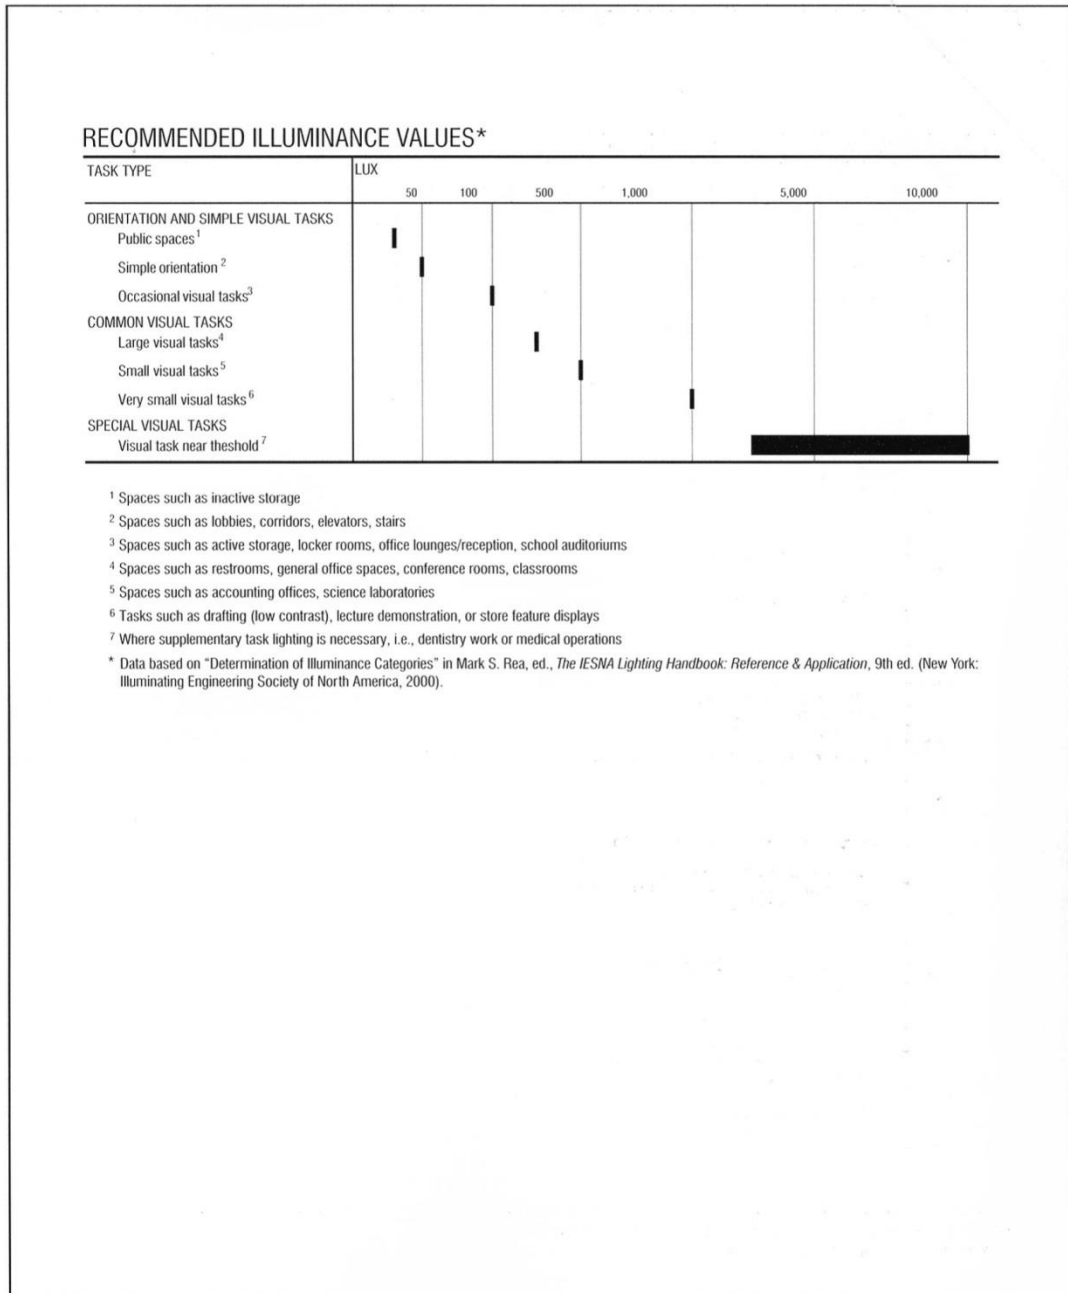 RECOMMENDED ILLUMINANCE VALUES*
TASK TYPE LUX
50 100 500 1,000 5,000 10,000
ORIENTATION AND SIMPLE VISUAL TASKS
Public spaces¹
Simple orientation ²
Occasional visual tasks³
COMMON VISUAL TASKS
Large visual tasks⁴
Small visual tasks⁵
Very small visual tasks⁶
SPECIAL VISUAL TASKS
Visual task near theshold ⁷
¹ Spaces such as inactive storage
² Spaces such as lobbies, corridors, elevators, stairs
³ Spaces such as active storage, locker rooms, office lounges/reception, school auditoriums
⁴ Spaces such as restrooms, general office spaces, conference rooms, classrooms
⁵ Spaces such as accounting offices, science laboratories
⁶ Tasks such as drafting (low contrast), lecture demonstration, or store feature displays
⁷ Where supplementary task lighting is necessary, i.e., dentistry work or medical operations
* Data based on "Determination of Illuminance Categories" in Mark S. Rea, ed., The IESNA Lighting Handbook: Reference & Application, 9th ed. (New York:
Illuminating Engineering Society of North America, 2000).